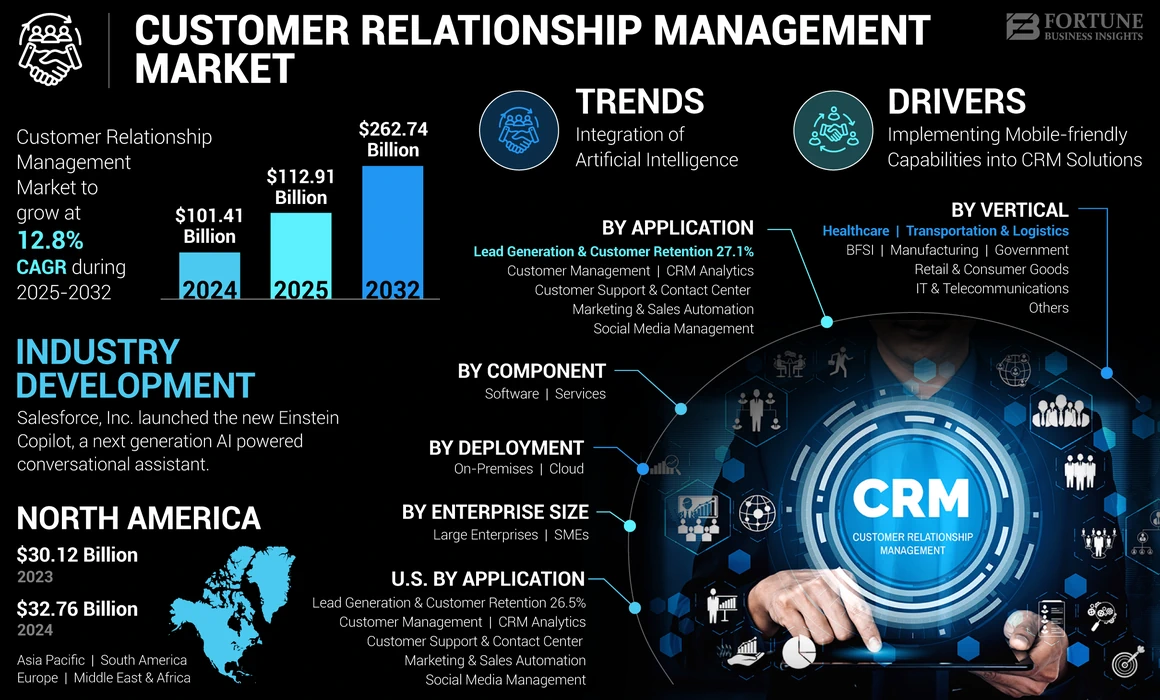 CUSTOMER RELATIONSHIP MANAGEMENT
MARKET
FORTUNE
BUSINESS INSIGHTS
Customer Relationship
Management
Market to
grow at
12.8%
CAGR during
2025-2032
$101.41
Billion
2024
$112.91
Billion
2025
$262.74
Billion
2032
TRENDS
Integration of
Artificial Intelligence
DRIVERS
Implementing Mobile-friendly
Capabilities into CRM Solutions
BY APPLICATION
Lead Generation & Customer Retention 27.1%
Customer Management | CRM Analytics
Customer Support & Contact Center
Marketing & Sales Automation
Social Media Management
BY VERTICAL
Healthcare | Transportation & Logistics
BFSI | Manufacturing | Government
Retail & Consumer Goods
IT & Telecommunications
Others
INDUSTRY
DEVELOPMENT
Salesforce, Inc. launched the new Einstein
Copilot, a next generation AI powered
conversational assistant.
BY COMPONENT
Software | Services
BY DEPLOYMENT
On-Premises | Cloud
BY ENTERPRISE SIZE
Large Enterprises | SMEs
U.S. BY APPLICATION
Lead Generation & Customer Retention 26.5%
Customer Management | CRM Analytics
Customer Support & Contact Center
Marketing & Sales Automation
Social Media Management
NORTH AMERICA
$30.12 Billion
2023
$32.76 Billion
2024
Asia Pacific | South America
Europe | Middle East & Africa
CRM
CUSTOMER RELATIONSHIP
MANAGEMENT